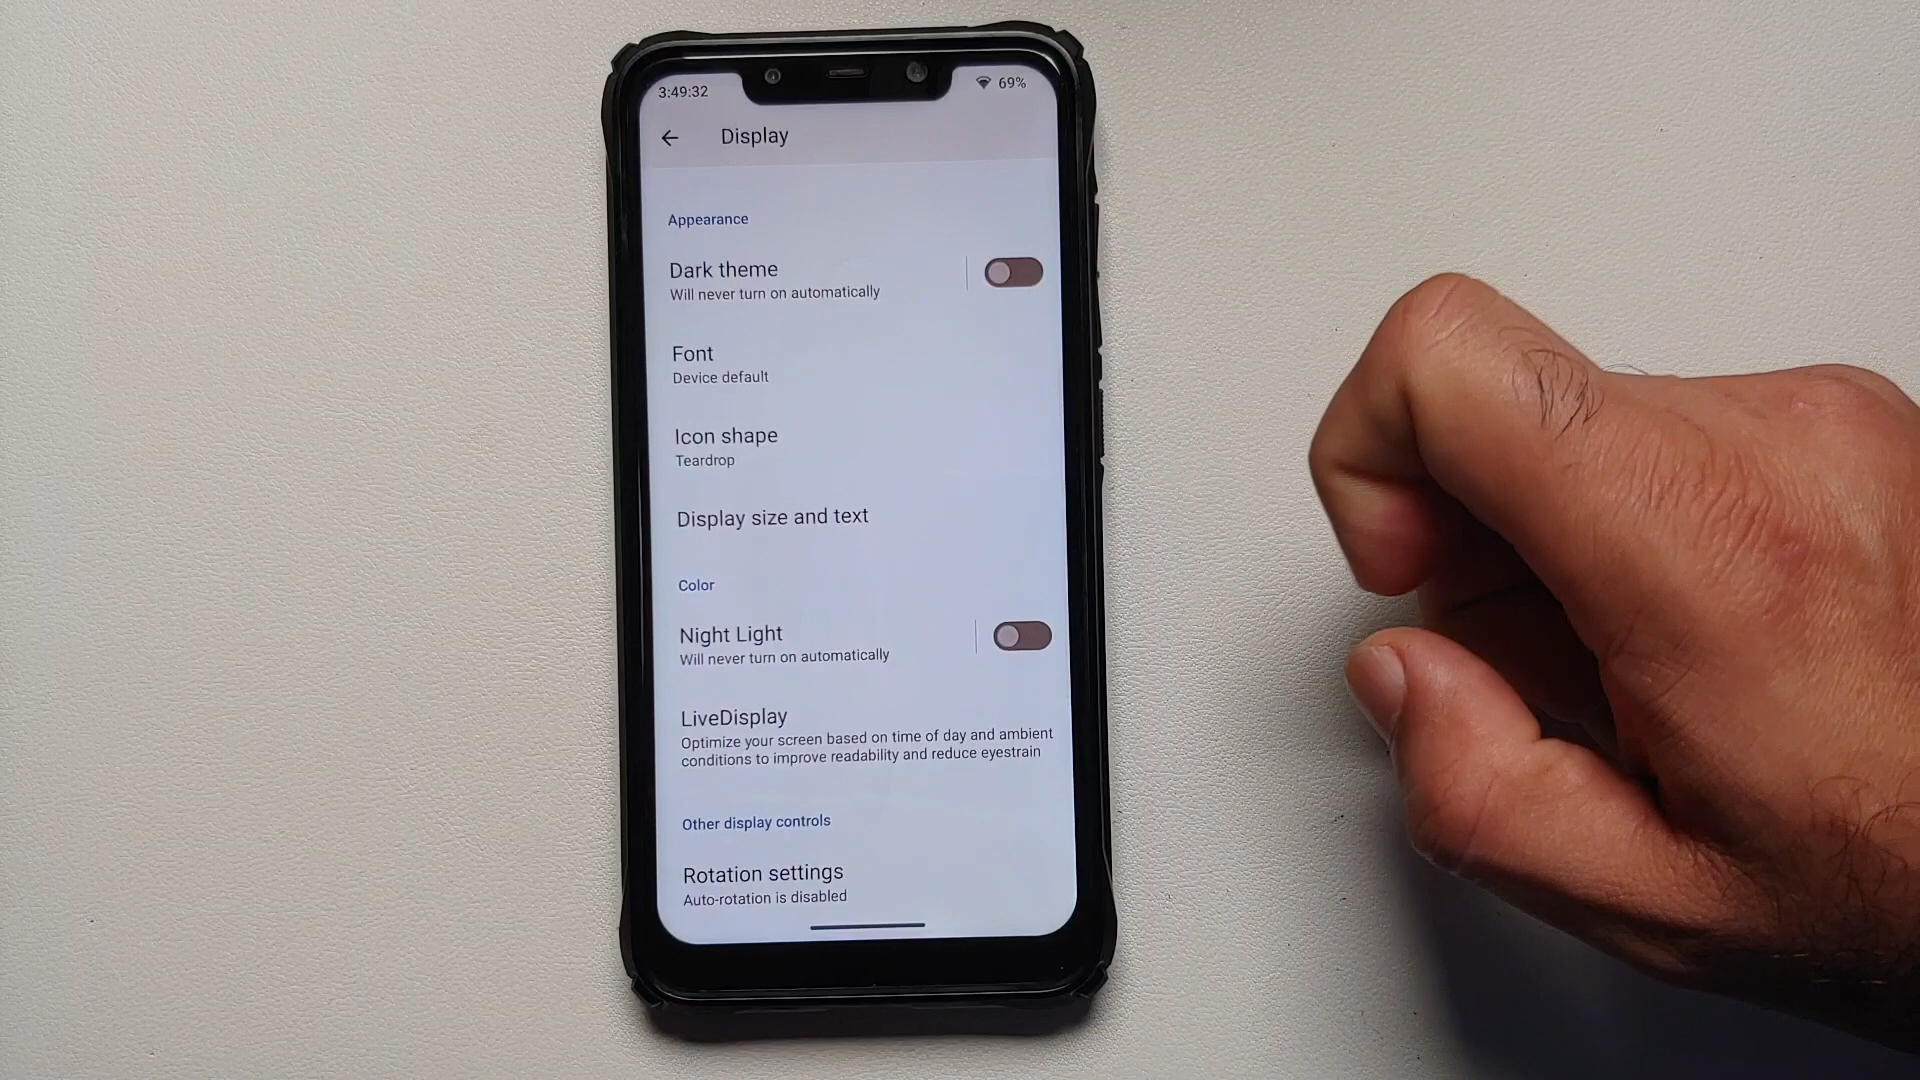 3:49:32
69%
Display
Appearance
Dark theme
Will never turn on automatically
Font
Device default
Icon shape
Teardrop
Display size and text
Color
Night Light
Will never turn on automatically
LiveDisplay
Optimize your screen based on time of day and ambient
conditions to improve readability and reduce eyestrain
Other display controls
Rotation settings
Auto-rotation is disabled